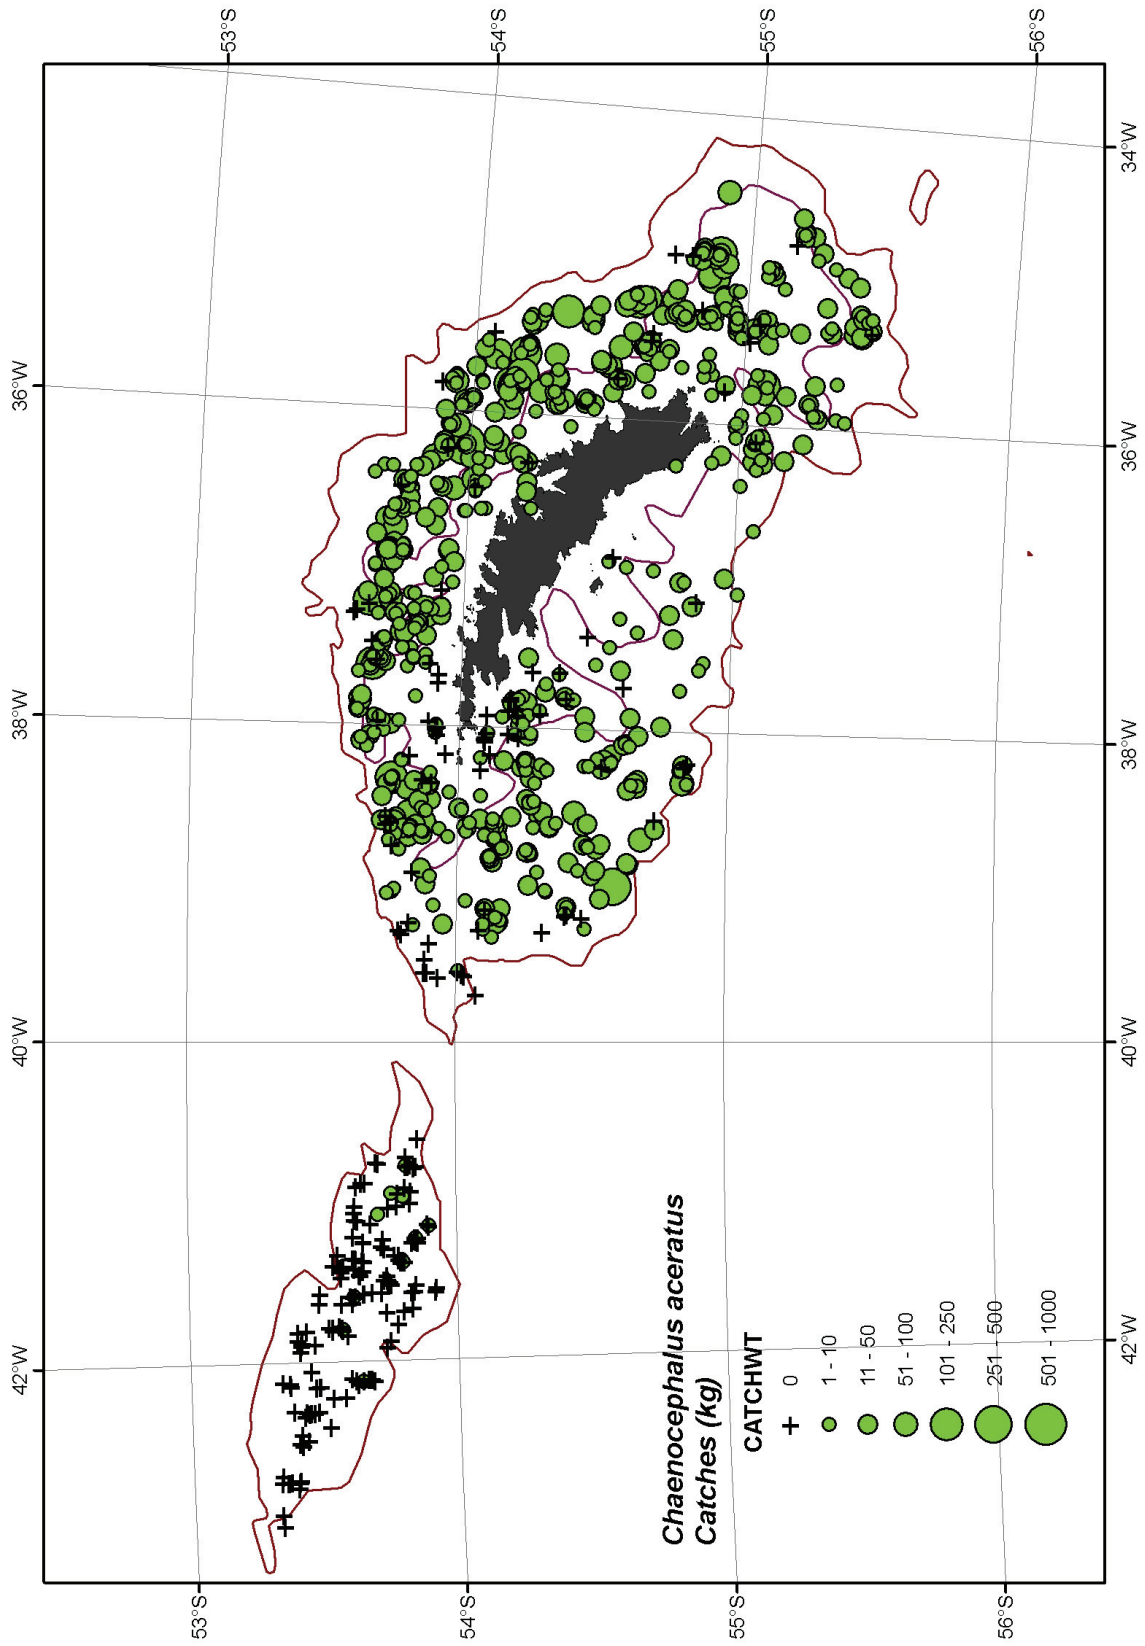 42°W 40°W 38°W 36°W
53°S 53°S
54°S 54°S
Chaenocephalus aceratus
Catches (kg)
55°S 55°S
CATCHWT
0
1 - 10
11 - 50
51 - 100
101 - 250
251 - 500
501 - 1000
56°S 56°S
42°W 40°W 38°W 36°W 34°W